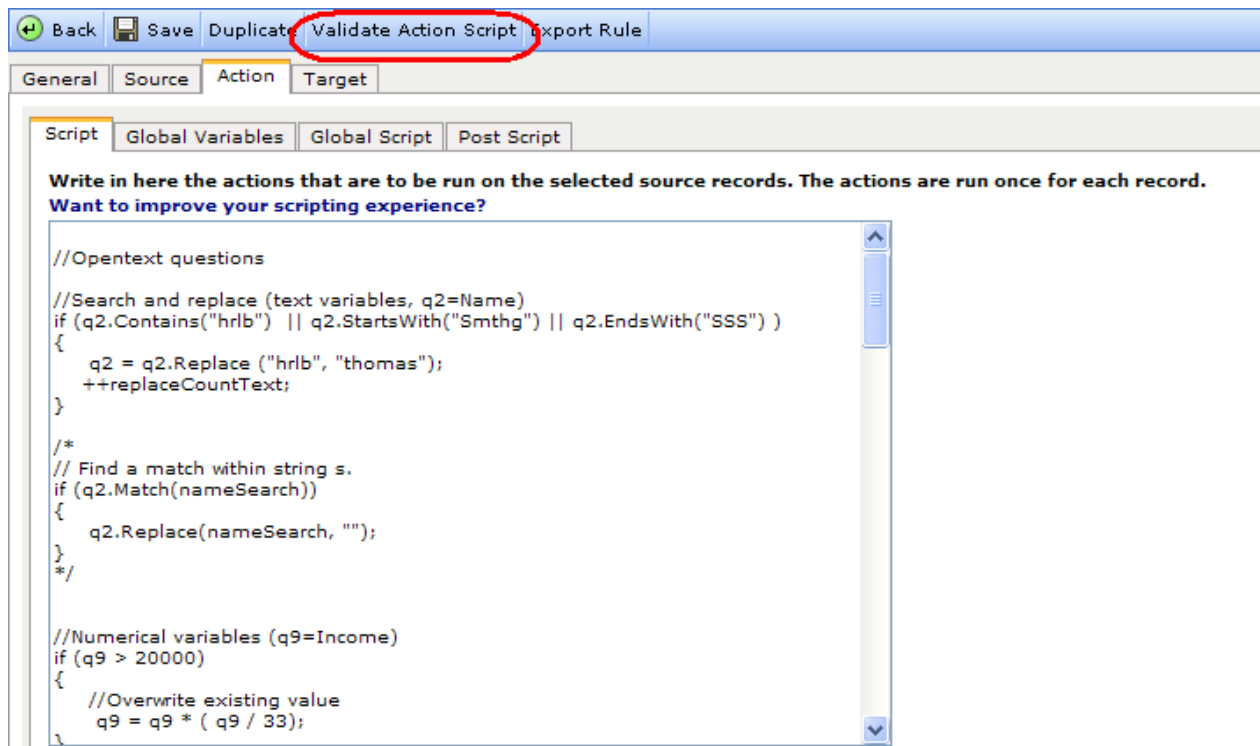 Back Save Duplicate Validate Action Script Export Rule
General Source Action Target
Script Global Variables Global Script Post Script
Write in here the actions that are to be run on the selected source records. The actions are run once for each record.
Want to improve your scripting experience?
//Opentext questions
//Search and replace (text variables, q2=Name)
if (q2.Contains("hrlb")  || q2.StartsWith("Smthg") || q2.EndsWith("SSS") )
{
q2 = q2.Replace ("hrlb", "thomas");
++replaceCountText;
}
/*
// Find a match within string s.
if (q2.Match(nameSearch))
{
q2.Replace(nameSearch, "");
}
*/
//Numerical variables (q9=Income)
if (q9 > 20000)
{
//Overwrite existing value
q9 = q9 * ( q9 / 33);
}